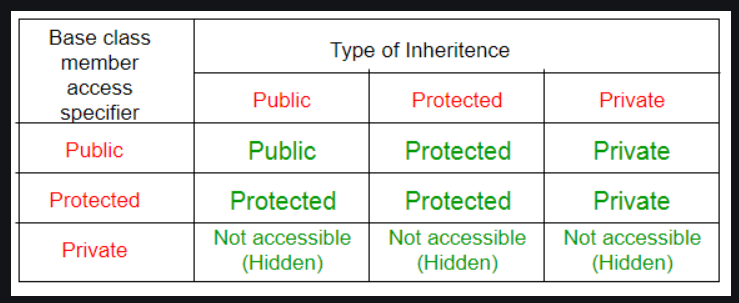 Base class
member
access
specifier
Type of Inheritence
Public
Protected
Private
Public
Public
Protected
Private
Protected
Protected
Protected
Private
Private
Not accessible
(Hidden)
Not accessible
(Hidden)
Not accessible
(Hidden)